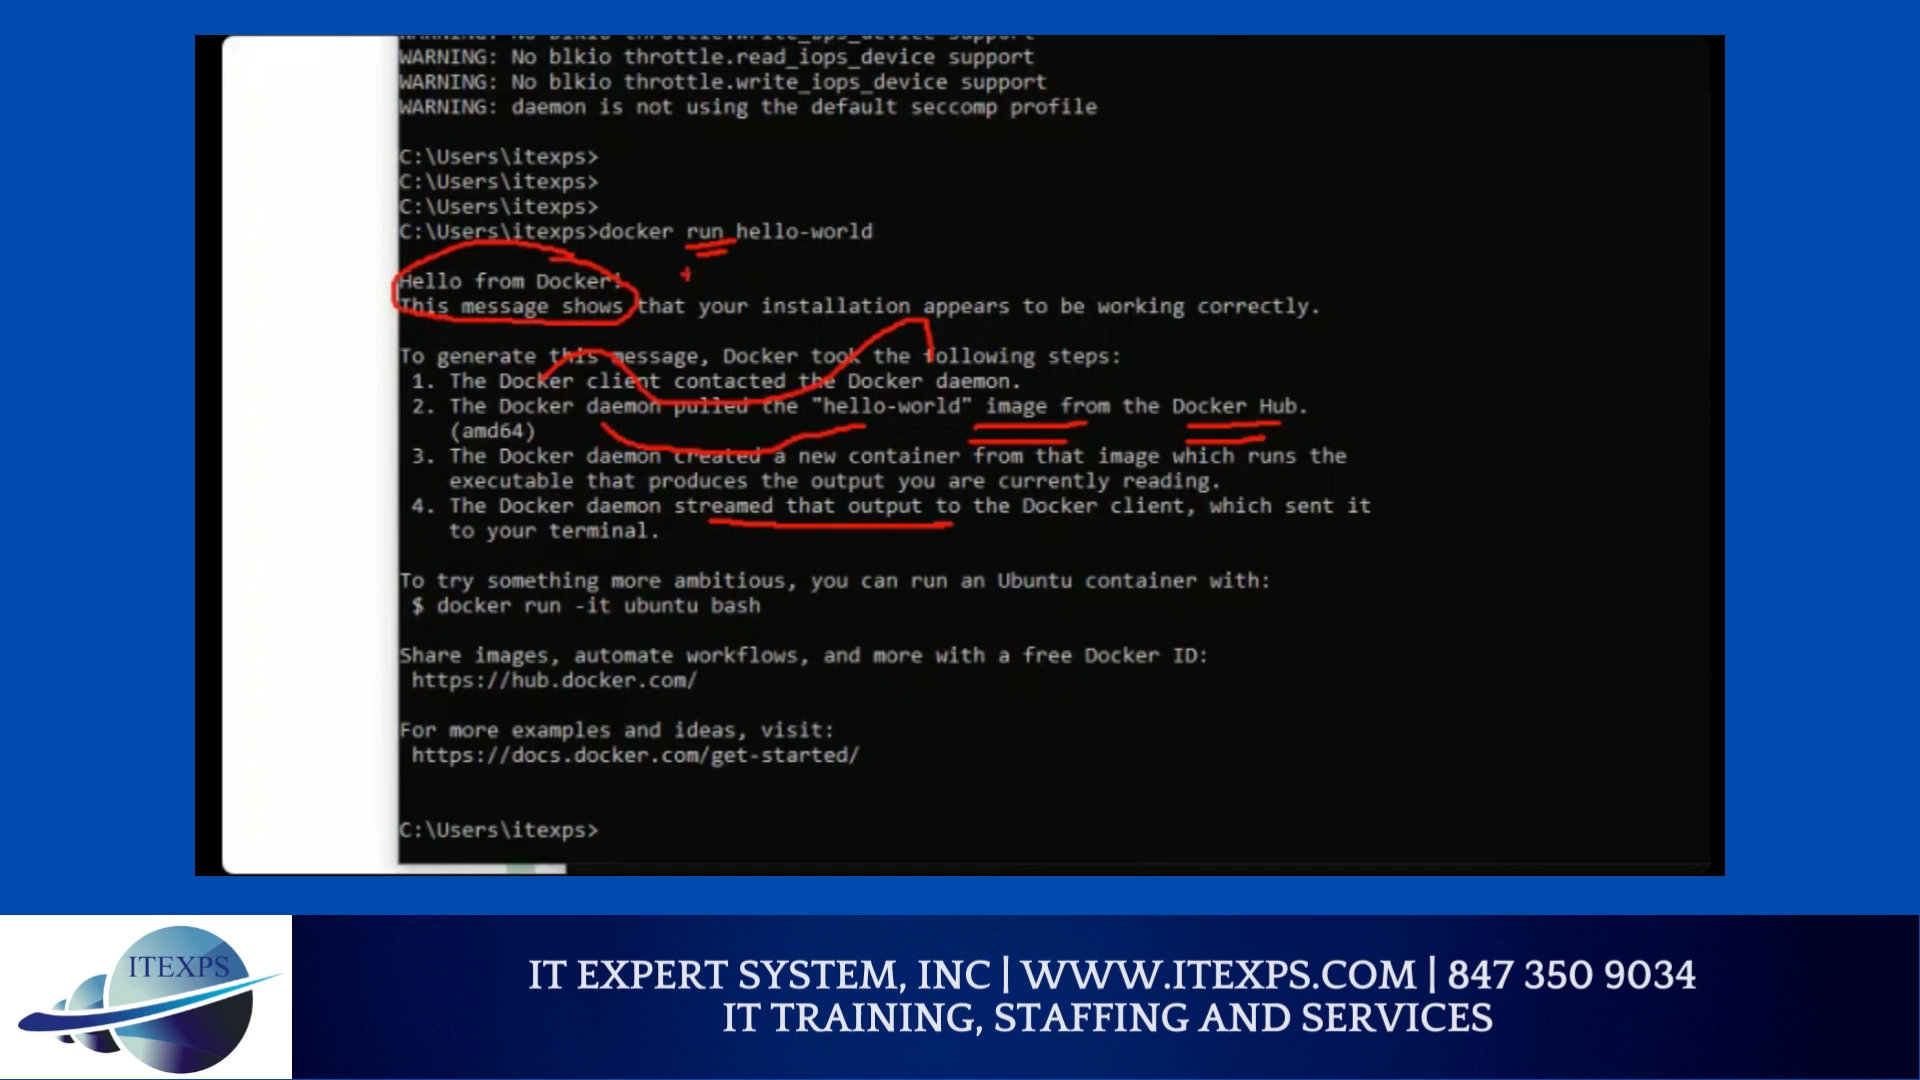 WARNING: No blkio throttle.write_bps_device support
WARNING: No blkio throttle.read_iops_device support
WARNING: No blkio throttle.write_iops_device support
WARNING: daemon is not using the default seccomp profile
C:\Users\itexps>
C:\Users\itexps>
C:\Users\itexps>
C:\Users\itexps>docker run hello-world
Hello from Docker!
This message shows that your installation appears to be working correctly.
To generate this message, Docker took the following steps:
1. The Docker client contacted the Docker daemon.
2. The Docker daemon pulled the "hello-world" image from the Docker Hub.
(amd64)
3. The Docker daemon created a new container from that image which runs the
executable that produces the output you are currently reading.
4. The Docker daemon streamed that output to the Docker client, which sent it
to your terminal.
To try something more ambitious, you can run an Ubuntu container with:
$ docker run -it ubuntu bash
Share images, automate workflows, and more with a free Docker ID:
https://hub.docker.com/
For more examples and ideas, visit:
https://docs.docker.com/get-started/
C:\Users\itexps>
ITEXPS
IT EXPERT SYSTEM, INC | WWW.ITEXPS.COM | 847 350 9034
IT TRAINING, STAFFING AND SERVICES